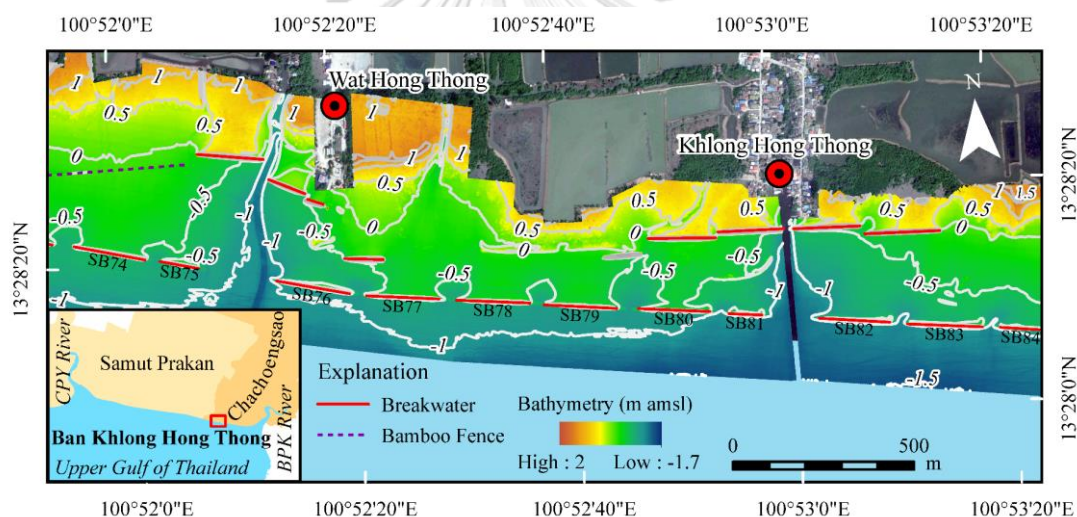 100°52'0"E 100°52'20"E 100°52'40"E 100°53'0"E 100°53'20"E
Wat Hong Thong
Khlong Hong Thong
N
1 1 1 1 1 1
0.5 0.5 0.5 0.5 0.5 0.5 0.5 1 1.5
0 0 0 0 0
-0.5 -0.5 -0.5 -0.5 -0.5 -0.5 -0.5
-1 -1 -1 -1 -1 -1
-1.5
13°28'20"N
13°28'20"N
13°28'0"N
SB74 SB75 SB76 SB77 SB78 SB79 SB80 SB81 SB82 SB83 SB84
CPY River
Samut Prakan
Chachoengsao
BPK River
Ban Khlong Hong Thong
Upper Gulf of Thailand
Explanation
Breakwater
Bamboo Fence
Bathymetry (m amsl)
High : 2 Low : -1.7
0 500
m
100°52'0"E 100°52'20"E 100°52'40"E 100°53'0"E 100°53'20"E